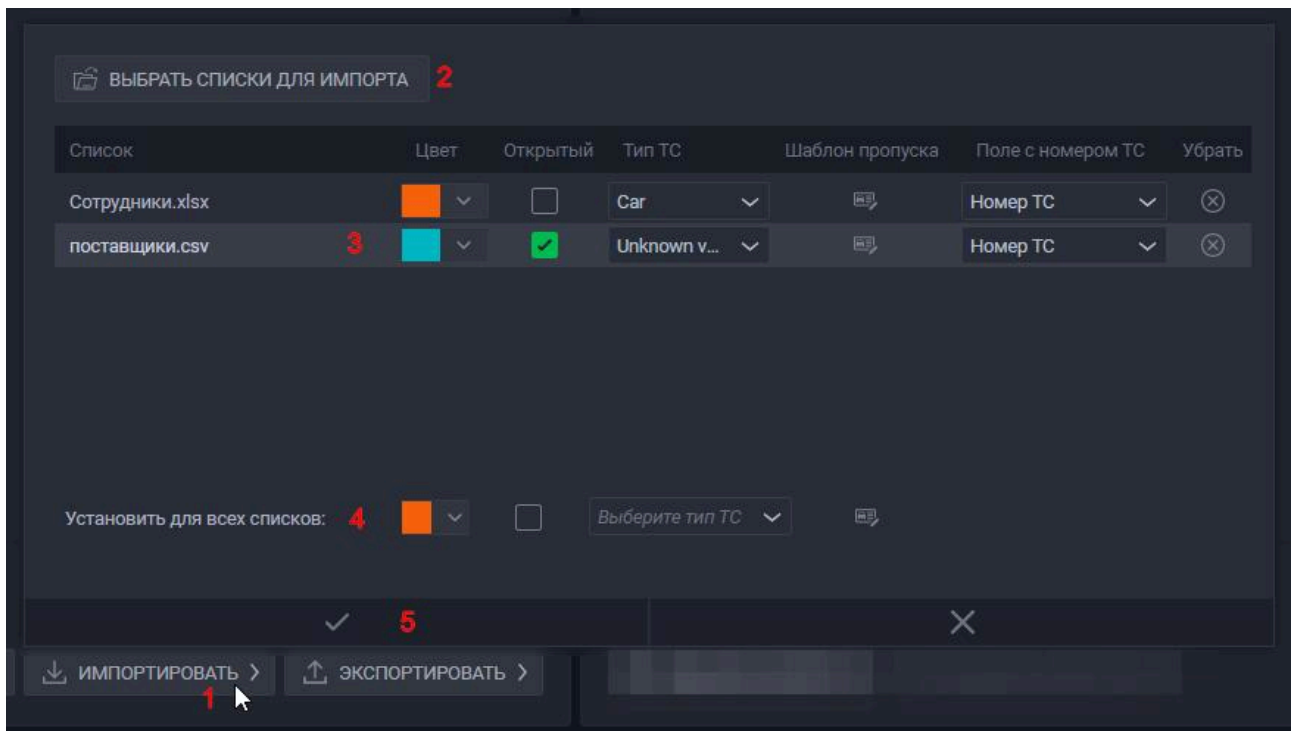 ВЫБРАТЬ СПИСКИ ДЛЯ ИМПОРТА 2
Список Цвет Открытый Тип ТС Шаблон пропуска Поле с номером ТС Убрать
Сотрудники.xlsx Car Номер ТС
поставщики.csv 3 Unknown v... Номер ТС
Установить для всех списков: 4 Выберите тип ТС
5
ИМПОРТИРОВАТЬ ЭКСПОРТИРОВАТЬ
1